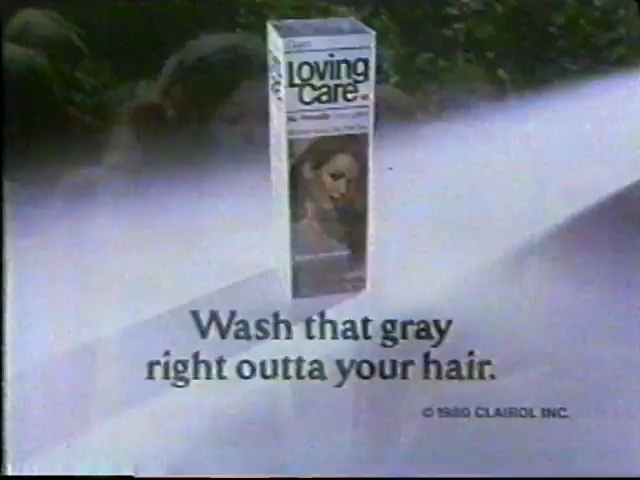 Loving
Care
Wash that gray
right outta your hair.
© 1980 CLAIROL INC.